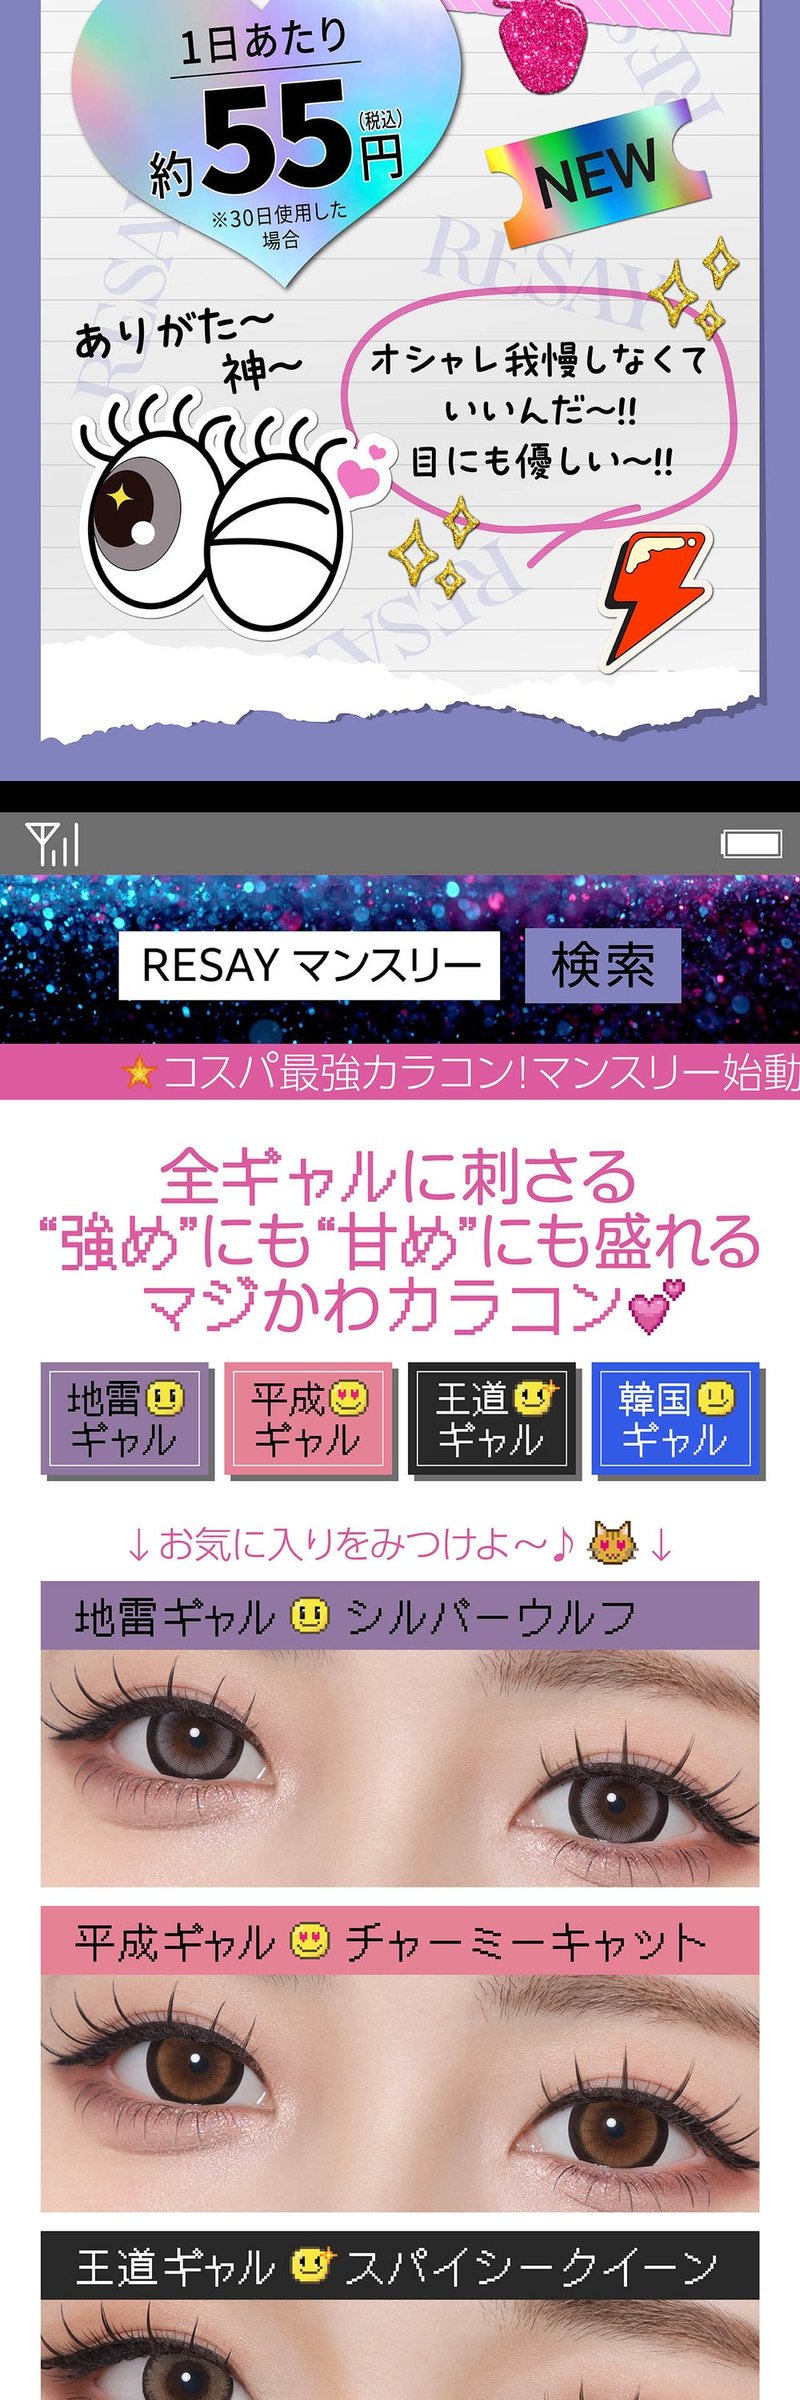 1日あたり
約55円(税込)
※30日使用した
場合
NEW
RESAY
RESAY
RESAY
ありがた〜
神〜
オシャレ我慢しなくて
いいんだ〜!!
目にも優しい〜!!
RESAY マンスリー 検索
コスパ最強カラコン!マンスリー始動
全ギャルに刺さる
“強め”にも“甘め”にも盛れる
マジかわカラコン
地雷
ギャル
平成
ギャル
王道
ギャル
韓国
ギャル
↓お気に入りをみつけよ〜♪↓
地雷ギャル シルバーウルフ
平成ギャル チャーミーキャット
王道ギャル スパイシークイーン